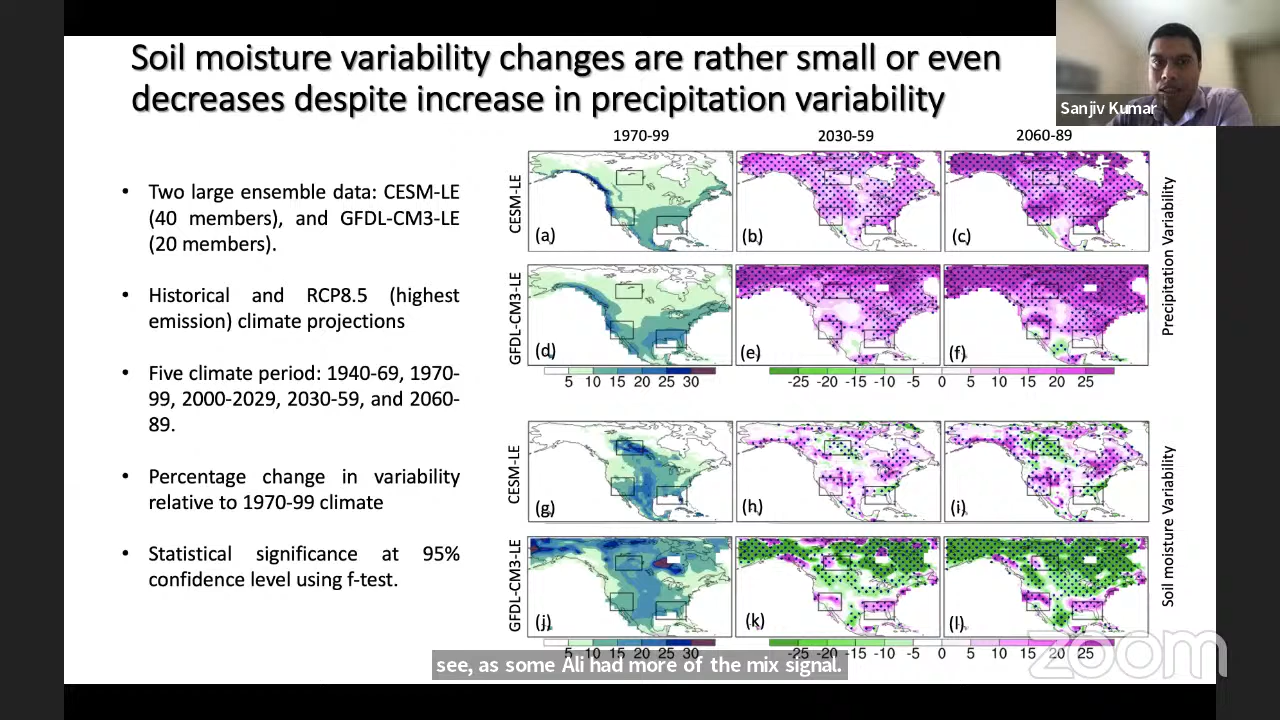 Soil moisture variability changes are rather small or even
decreases despite increase in precipitation variability
Sanjiv Kumar
• Two large ensemble data: CESM-LE
(40 members), and GFDL-CM3-LE
(20 members).
• Historical and RCP8.5 (highest
emission) climate projections
• Five climate period: 1940-69, 1970-
99, 2000-2029, 2030-59, and 2060-
89.
• Percentage change in variability
relative to 1970-99 climate
• Statistical significance at 95%
confidence level using f-test.
1970-99 2030-59 2060-89
CESM-LE
(a) (b) (c)
GFDL-CM3-LE
(d) (e) (f)
Precipitation Variability
5 10 15 20 25 30 -25 -20 -15 -10 -5 0 5 10 15 20 25
CESM-LE
(g) (h) (i)
GFDL-CM3-LE
(j) (k) (l)
Soil moisture Variability
5 10 15 20 25 30 -25 -20 -15 -10 -5 0 5 10 15 20 25
see, as some Ali had more of the mix signal.
zoom